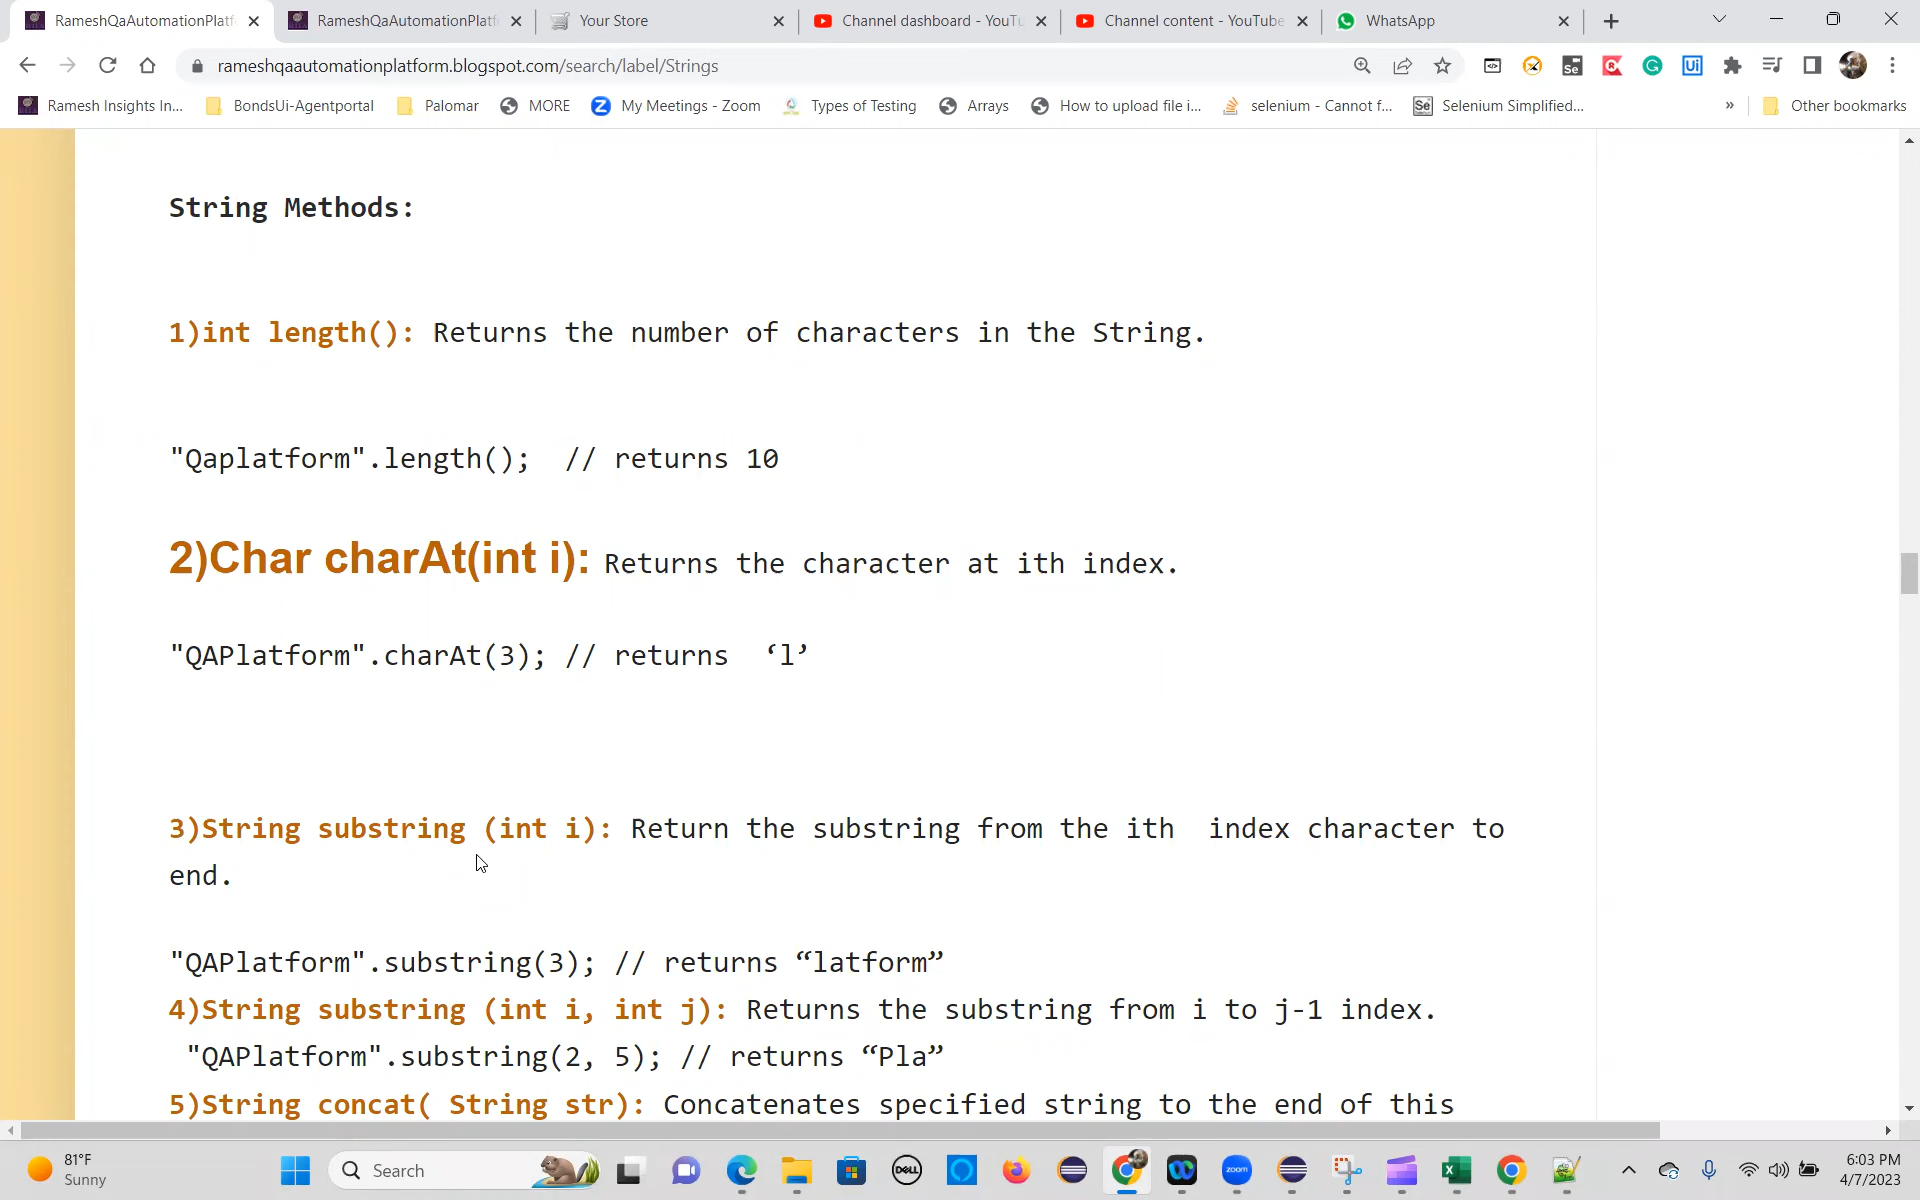 RameshQaAutomationPlatf
RameshQaAutomationPlatf
Your Store
Channel dashboard - YouTu
Channel content - YouTube
WhatsApp
rameshqaautomationplatform.blogspot.com/search/label/Strings
Ramesh Insights In...
BondsUi-Agentportal
Palomar
MORE
My Meetings - Zoom
Types of Testing
Arrays
How to upload file i...
selenium - Cannot f...
Selenium Simplified...
»
Other bookmarks
String Methods:
1)int length(): Returns the number of characters in the String.
"Qaplatform".length();  // returns 10
2)Char charAt(int i): Returns the character at ith index.
"QAPlatform".charAt(3); // returns  ‘l’
3)String substring (int i): Return the substring from the ith  index character to
end.
"QAPlatform".substring(3); // returns “latform”
4)String substring (int i, int j): Returns the substring from i to j-1 index.
"QAPlatform".substring(2, 5); // returns “Pla”
5)String concat( String str): Concatenates specified string to the end of this
81°F
Sunny
Search
DELL
zoom
6:03 PM
4/7/2023